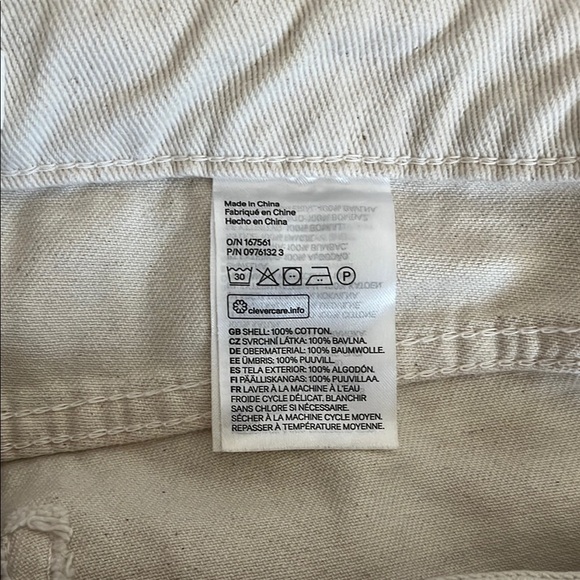 Made in China
Fabriqué en Chine
Hecho en China
O/N 167561
P/N 0976132 3
30 P
clevercare.info
GB SHELL: 100% COTTON.
CZ SVRCHNÍ LÁTKA: 100% BAVLNA.
DE OBERMATERIAL: 100% BAUMWOLLE.
EE ÜMBRIS: 100% PUUVILL.
ES TELA EXTERIOR: 100% ALGODÓN.
FI PÄÄLLISKANGAS: 100% PUUVILLAA.
FR LAVER À LA MACHINE À L'EAU
FROIDE CYCLE DÉLICAT. BLANCHIR
SANS CHLORE SI NÉCESSAIRE.
SÉCHER À LA MACHINE CYCLE MOYEN.
REPASSER À TEMPÉRATURE MOYENNE.